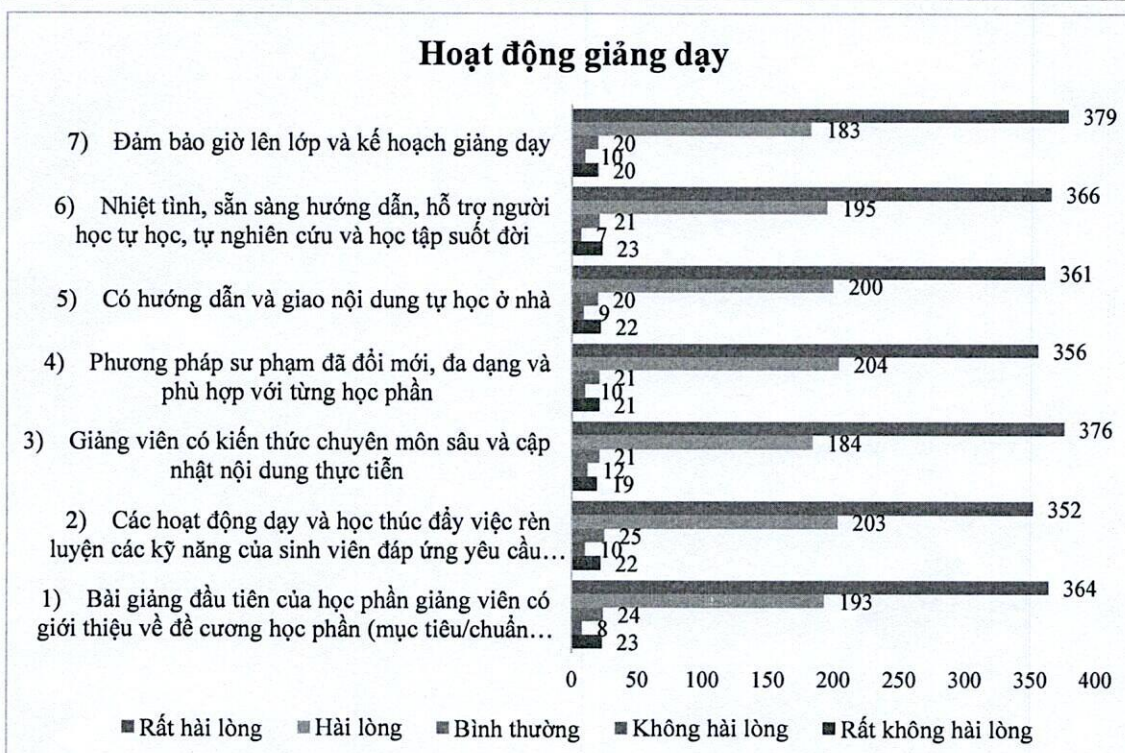 Hoạt động giảng dạy
7) Đảm bảo giờ lên lớp và kế hoạch giảng dạy
379
183
20
10
20
6) Nhiệt tình, sẵn sàng hướng dẫn, hỗ trợ người
học tự học, tự nghiên cứu và học tập suốt đời
366
195
21
7
23
5) Có hướng dẫn và giao nội dung tự học ở nhà
361
200
20
9
22
4) Phương pháp sư phạm đã đổi mới, đa dạng và
phù hợp với từng học phần
356
204
21
10
21
3) Giảng viên có kiến thức chuyên môn sâu và cập
nhật nội dung thực tiễn
376
184
21
12
19
2) Các hoạt động dạy và học thúc đẩy việc rèn
luyện các kỹ năng của sinh viên đáp ứng yêu cầu…
352
203
25
10
22
1) Bài giảng đầu tiên của học phần giảng viên có
giới thiệu về đề cương học phần (mục tiêu/chuẩn…
364
193
24
8
23
0 50 100 150 200 250 300 350 400
Rất hài lòng Hài lòng Bình thường Không hài lòng Rất không hài lòng